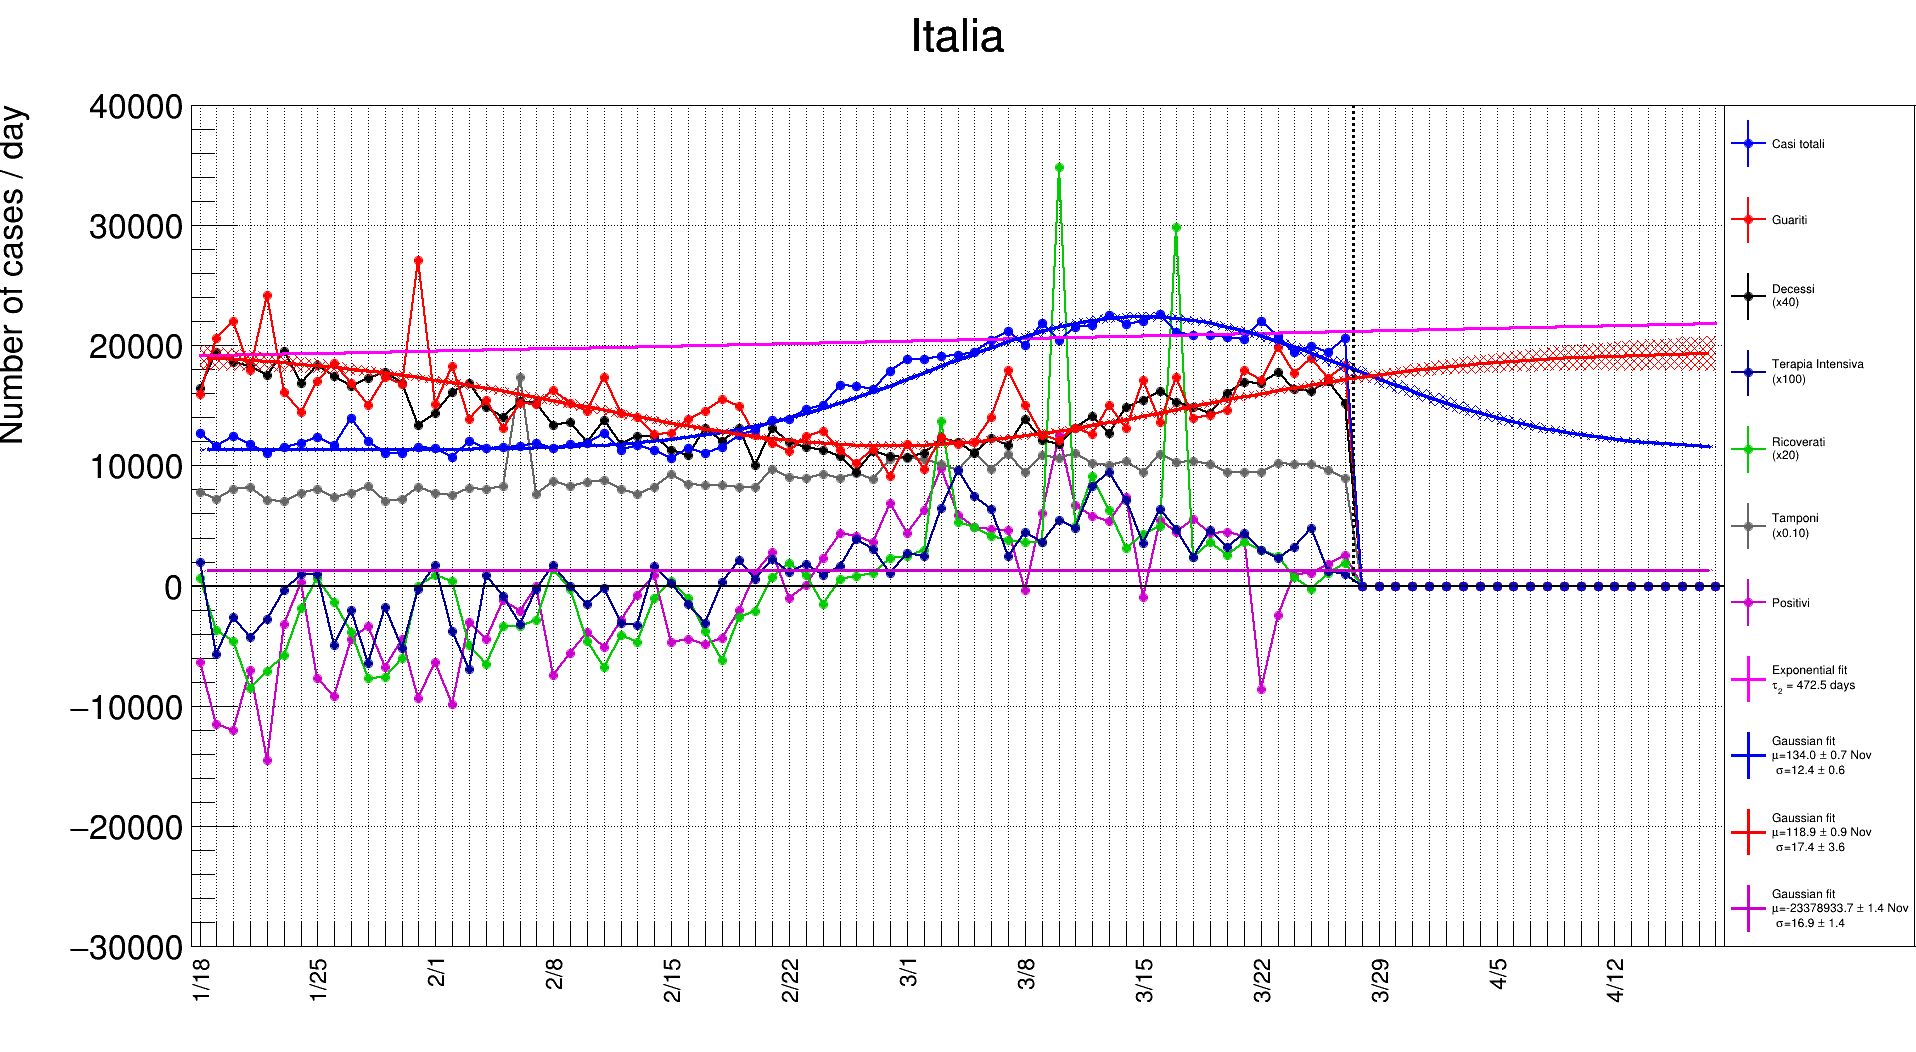 Italia
Number of cases / day
40000
30000
20000
10000
0
−10000
−20000
−30000
1/18
1/25
2/1
2/8
2/15
2/22
3/1
3/8
3/15
3/22
3/29
4/5
4/12
Casi totali
Guariti
Decessi
(x40)
Terapia Intensiva
(x100)
Ricoverati
(x20)
Tamponi
(x0.10)
Positivi
Exponential fit
τ2 = 472.5 days
Gaussian fit
μ=134.0 ± 0.7 Nov
σ=12.4 ± 0.6
Gaussian fit
μ=118.9 ± 0.9 Nov
σ=17.4 ± 3.6
Gaussian fit
μ=-23378933.7 ± 1.4 Nov
σ=16.9 ± 1.4